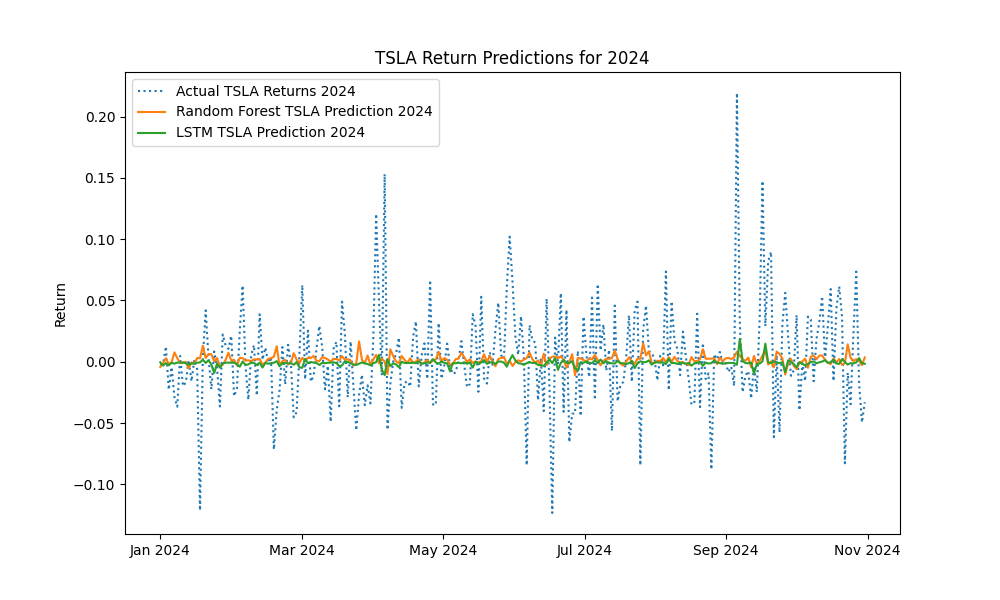 TSLA Return Predictions for 2024
Actual TSLA Returns 2024
Random Forest TSLA Prediction 2024
LSTM TSLA Prediction 2024
Return
0.20
0.15
0.10
0.05
0.00
−0.05
−0.10
Jan 2024 Mar 2024 May 2024 Jul 2024 Sep 2024 Nov 2024